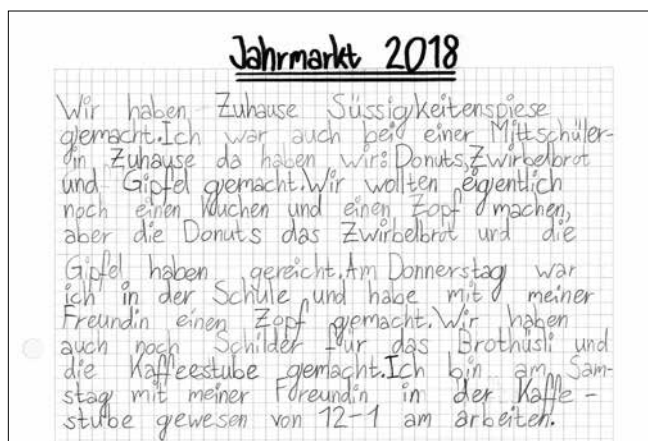 Jahrmarkt 2018
Wir haben Zuhause Süssigkeitenspiese
gemacht. Ich war auch bei einer Mittschüler-
in Zuhause da haben wir: Donuts, Zwirbelbrot
und Gipfel gemacht. Wir wollten eigentlich
noch einen Kuchen und einen Zopf machen,
aber die Donuts das Zwirbelbrot und die
Gipfel haben gereicht. Am Donnerstag war
ich in der Schule und habe mit meiner
Freundin einen Zopf gemacht. Wir haben
auch noch Schilder für das Brothüsli und
die Kaffeestube gemacht. Ich bin am Sam-
stag mit meiner Foreundin in der Kaffe-
stube gewesen von 12-1 am arbeiten.